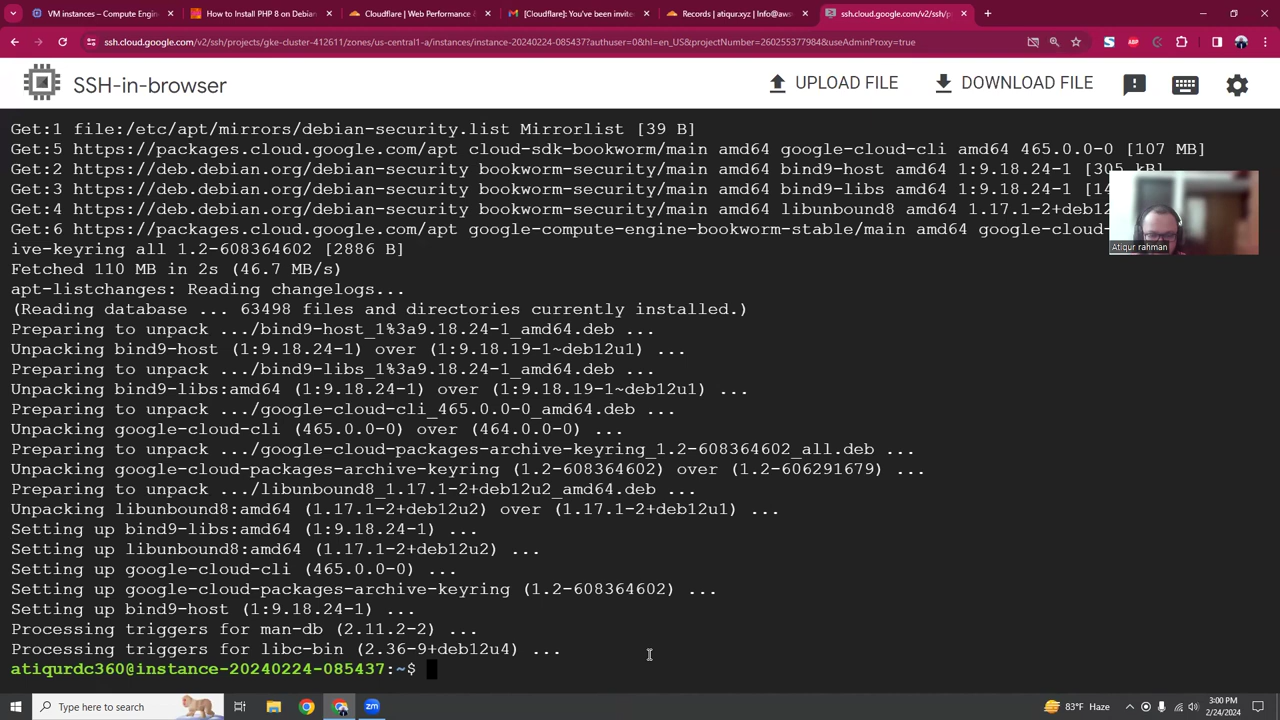 VM instances – Compute Engin
How to Install PHP 8 on Debian
Cloudflare | Web Performance &
[Cloudflare]: You've been invite
Records | atiqur.xyz | Info@aws
ssh.cloud.google.com/v2/ssh/p
ssh.cloud.google.com/v2/ssh/projects/gke-cluster-412611/zones/us-central1-a/instances/instance-20240224-085437?authuser=0&hl=en_US&projectNumber=260255377984&useAdminProxy=true
SSH-in-browser
UPLOAD FILE
DOWNLOAD FILE
Get:1 file:/etc/apt/mirrors/debian-security.list Mirrorlist [39 B]
Get:5 https://packages.cloud.google.com/apt cloud-sdk-bookworm/main amd64 google-cloud-cli amd64 465.0.0-0 [107 MB]
Get:2 https://deb.debian.org/debian-security bookworm-security/main amd64 bind9-host amd64 1:9.18.24-1 [305 kB]
Get:3 https://deb.debian.org/debian-security bookworm-security/main amd64 bind9-libs amd64 1:9.18.24-1 [14
Get:4 https://deb.debian.org/debian-security bookworm-security/main amd64 libunbound8 amd64 1.17.1-2+deb12
Get:6 https://packages.cloud.google.com/apt google-compute-engine-bookworm-stable/main amd64 google-cloud-
ive-keyring all 1.2-608364602 [2886 B]
Fetched 110 MB in 2s (46.7 MB/s)
apt-listchanges: Reading changelogs...
(Reading database ... 63498 files and directories currently installed.)
Preparing to unpack .../bind9-host_1%3a9.18.24-1_amd64.deb ...
Unpacking bind9-host (1:9.18.24-1) over (1:9.18.19-1~deb12u1) ...
Preparing to unpack .../bind9-libs_1%3a9.18.24-1_amd64.deb ...
Unpacking bind9-libs:amd64 (1:9.18.24-1) over (1:9.18.19-1~deb12u1) ...
Preparing to unpack .../google-cloud-cli_465.0.0-0_amd64.deb ...
Unpacking google-cloud-cli (465.0.0-0) over (464.0.0-0) ...
Preparing to unpack .../google-cloud-packages-archive-keyring_1.2-608364602_all.deb ...
Unpacking google-cloud-packages-archive-keyring (1.2-608364602) over (1.2-606291679) ...
Preparing to unpack .../libunbound8_1.17.1-2+deb12u2_amd64.deb ...
Unpacking libunbound8:amd64 (1.17.1-2+deb12u2) over (1.17.1-2+deb12u1) ...
Setting up bind9-libs:amd64 (1:9.18.24-1) ...
Setting up libunbound8:amd64 (1.17.1-2+deb12u2) ...
Setting up google-cloud-cli (465.0.0-0) ...
Setting up google-cloud-packages-archive-keyring (1.2-608364602) ...
Setting up bind9-host (1:9.18.24-1) ...
Processing triggers for man-db (2.11.2-2) ...
Processing triggers for libc-bin (2.36-9+deb12u4) ...
atiqurdc360@instance-20240224-085437:~$
Atiqur rahman
Type here to search
83°F Haze
3:00 PM
2/24/2024